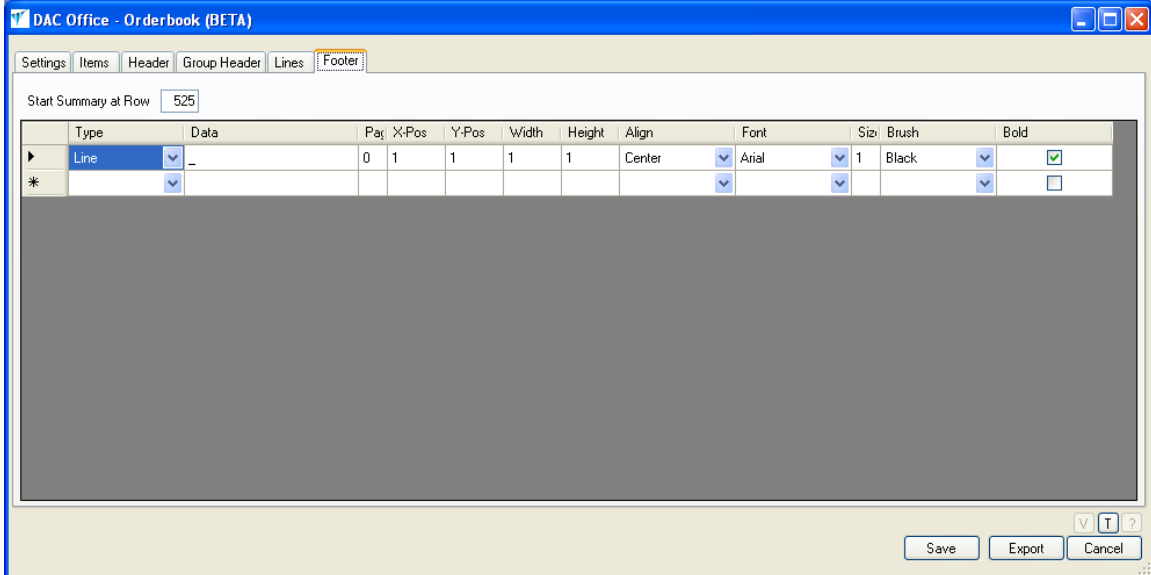 DAC Office - Orderbook (BETA)
Settings Items Header Group Header Lines Footer
Start Summary at Row 525
Type Data Pag X-Pos Y-Pos Width Height Align Font Size Brush Bold
Line _ 0 1 1 1 1 Center Arial 1 Black
V T ?
Save Export Cancel